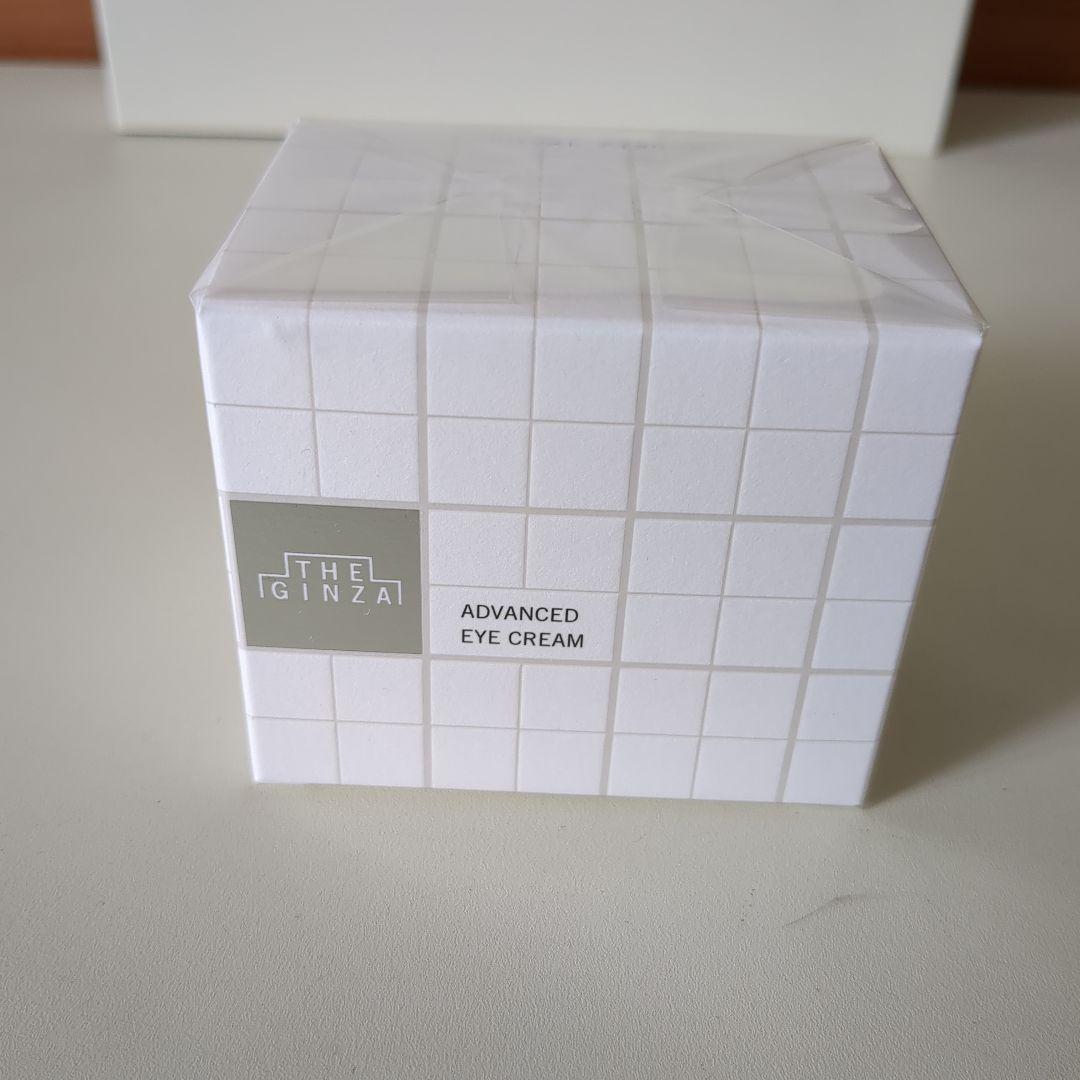 THE
GINZA
ADVANCED
EYE CREAM